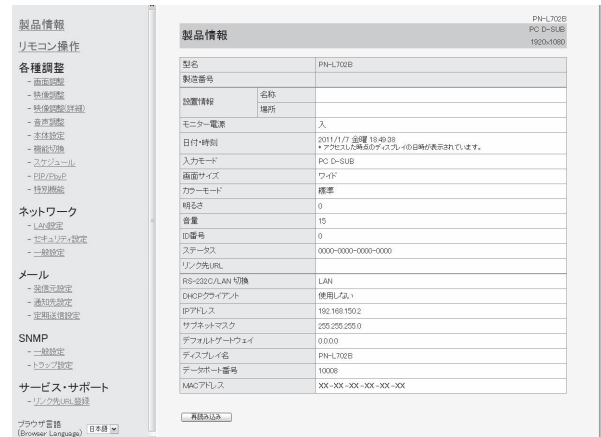 製品情報
リモコン操作
各種調整
- 画面調整
- 映像調整
- 映像調整(詳細)
- 音声調整
- 本体設定
- 機能切換
- スケジュール
- PIP/PbyP
- 特別機能
ネットワーク
- LAN設定
- セキュリティ設定
- 一般設定
メール
- 発信元設定
- 通知先設定
- 定期送信設定
SNMP
- 一般設定
- トラップ設定
サービス・サポート
- リンク先URL登録
ブラウザ言語
(Browser Language) 日本語
PN-L702B
製品情報 PC D-SUB
1920x1080
型名 PN-L702B
製造番号
設置情報 名称
場所
モニター電源 入
日付・時刻 2011/1/7 金曜 18:49:38
* アクセスした時点のディスプレイの日時が表示されています。
入力モード PC D-SUB
画面サイズ ワイド
カラーモード 標準
明るさ 0
音量 15
ID番号 0
ステータス 0000-0000-0000-0000
リンク先URL
RS-232C/LAN 切換 LAN
DHCPクライアント 使用しない
IPアドレス 192.168.150.2
サブネットマスク 255.255.255.0
デフォルトゲートウェイ 0.0.0.0
ディスプレイ名 PN-L702B
データポート番号 10008
MACアドレス XX-XX-XX-XX-XX-XX
再読み込み